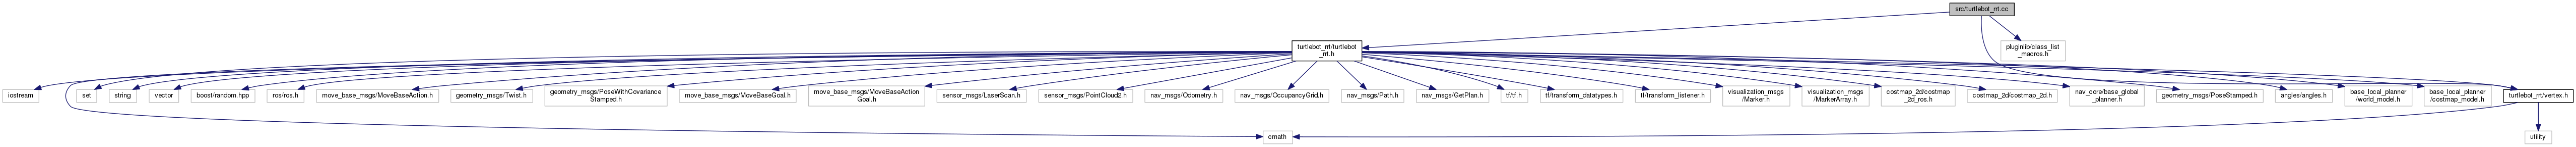 src/turtlebot_rrt.cc
turtlebot_rrt/turtlebot
_rrt.h
pluginlib/class_list
_macros.h
iostream
set
string
vector
boost/random.hpp
ros/ros.h
move_base_msgs/MoveBaseAction.h
geometry_msgs/Twist.h
geometry_msgs/PoseWithCovariance
Stamped.h
move_base_msgs/MoveBaseGoal.h
move_base_msgs/MoveBaseAction
Goal.h
sensor_msgs/LaserScan.h
sensor_msgs/PointCloud2.h
nav_msgs/Odometry.h
nav_msgs/OccupancyGrid.h
nav_msgs/Path.h
nav_msgs/GetPlan.h
tf/tf.h
tf/transform_datatypes.h
tf/transform_listener.h
visualization_msgs
/Marker.h
visualization_msgs
/MarkerArray.h
costmap_2d/costmap
_2d_ros.h
costmap_2d/costmap_2d.h
nav_core/base_global
_planner.h
geometry_msgs/PoseStamped.h
angles/angles.h
base_local_planner
/world_model.h
base_local_planner
/costmap_model.h
turtlebot_rrt/vertex.h
cmath
utility